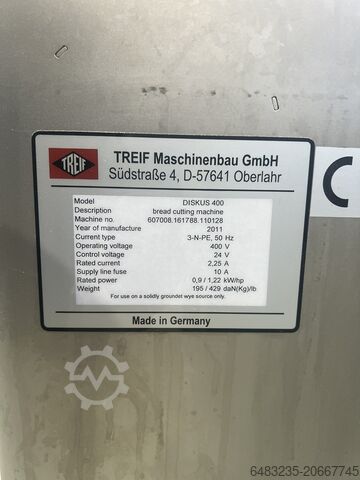 TREIF
TREIF Maschinenbau GmbH
Südstraße 4, D-57641 Oberlahr
Model DISKUS 400
Description bread cutting machine
Machine no. 607008.161788.110128
Year of manufacture 2011
Current type 3-N-PE, 50 Hz
Operating voltage 400 V
Control voltage 24 V
Rated current 2,25 A
Supply line fuse 10 A
Rated power 0,9 / 1,22 kW/hp
Weight 195 / 429 daN(Kg)/lb
For use on a solidly groundet wye source only.
Made in Germany
6483235-20667745